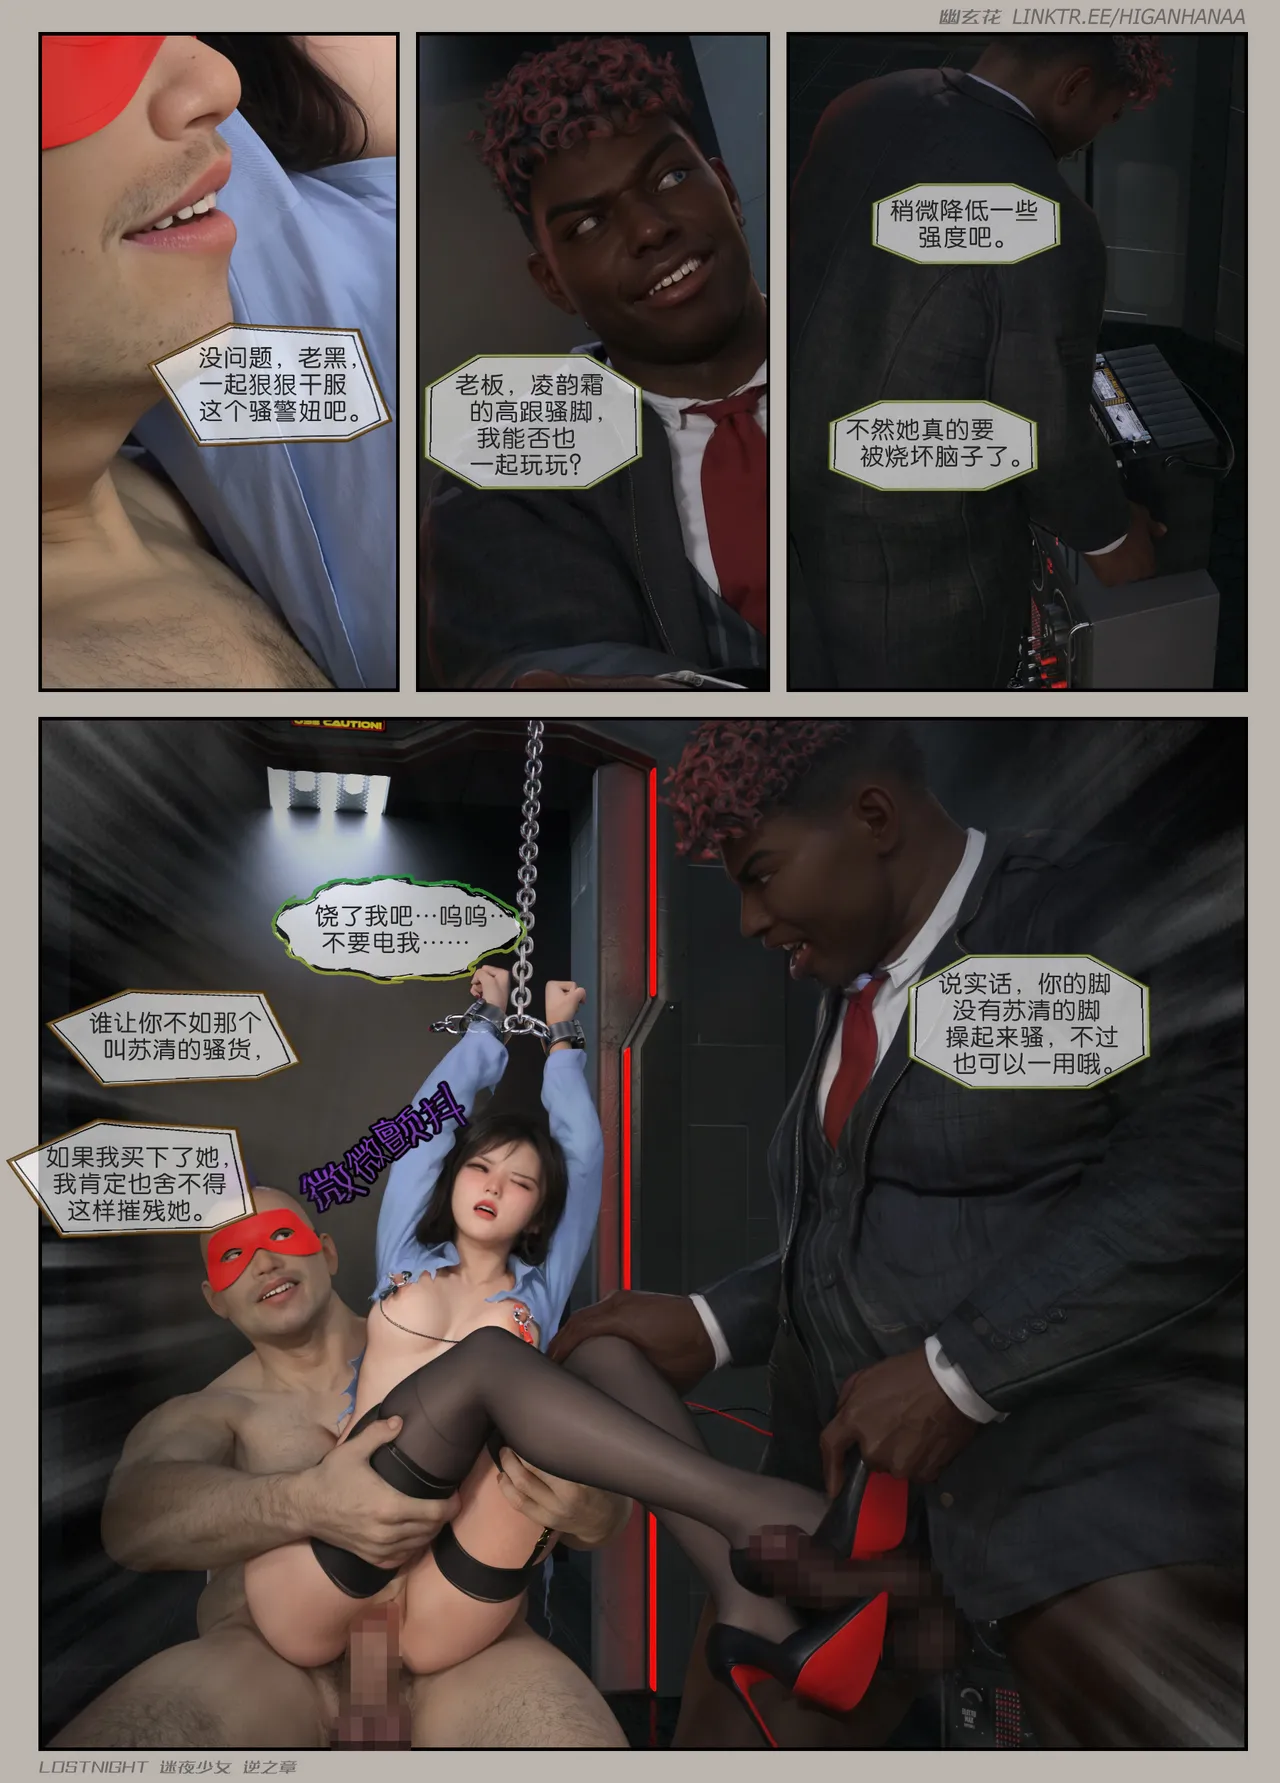 幽玄花 LINKTR.EE/HIGANHANAA
没问题，老黑，
一起狠狠干服
这个骚警妞吧。
老板，凌韵霜
的高跟骚脚，
我能否也
一起玩玩？
稍微降低一些
强度吧。
不然她真的要
被烧坏脑子了。
USE CAUTION!
饶了我吧…呜呜…
不要电我……
谁让你不如那个
叫苏清的骚货，
说实话，你的脚
没有苏清的脚
操起来骚，不过
也可以一用哦。
微微颤抖
如果我买下了她，
我肯定也舍不得
这样摧残她。
LOSTNIGHT 迷夜少女 逆之章